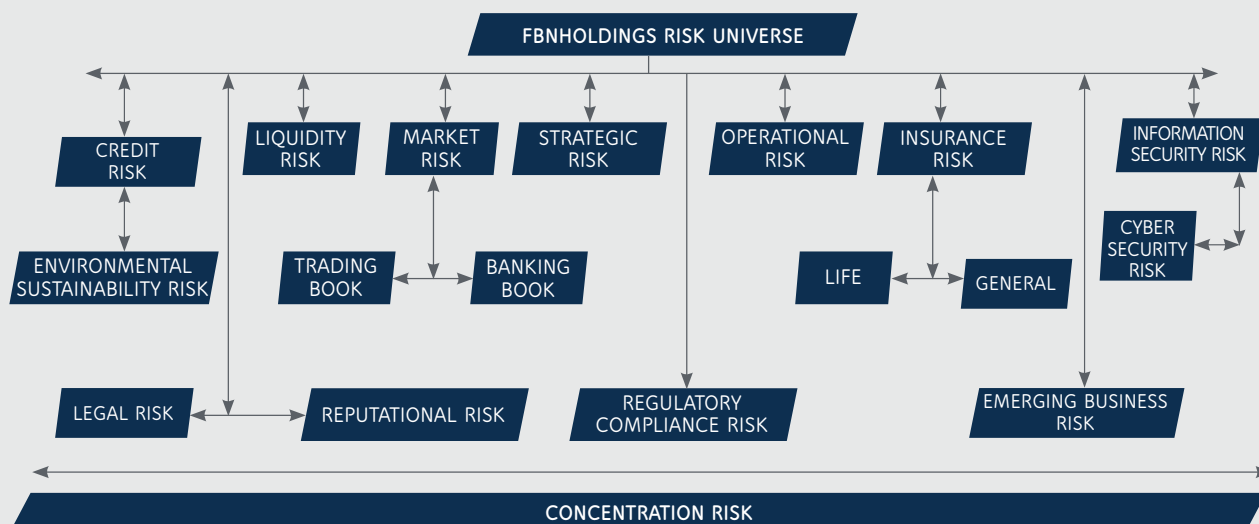 FBNHOLDINGS RISK UNIVERSE
CREDIT
RISK
LIQUIDITY
RISK
MARKET
RISK
STRATEGIC
RISK
OPERATIONAL
RISK
INSURANCE
RISK
INFORMATION
SECURITY RISK
ENVIRONMENTAL
SUSTAINABILITY RISK
TRADING
BOOK
BANKING
BOOK
LIFE
GENERAL
CYBER
SECURITY
RISK
LEGAL RISK
REPUTATIONAL RISK
REGULATORY
COMPLIANCE RISK
EMERGING BUSINESS
RISK
CONCENTRATION RISK